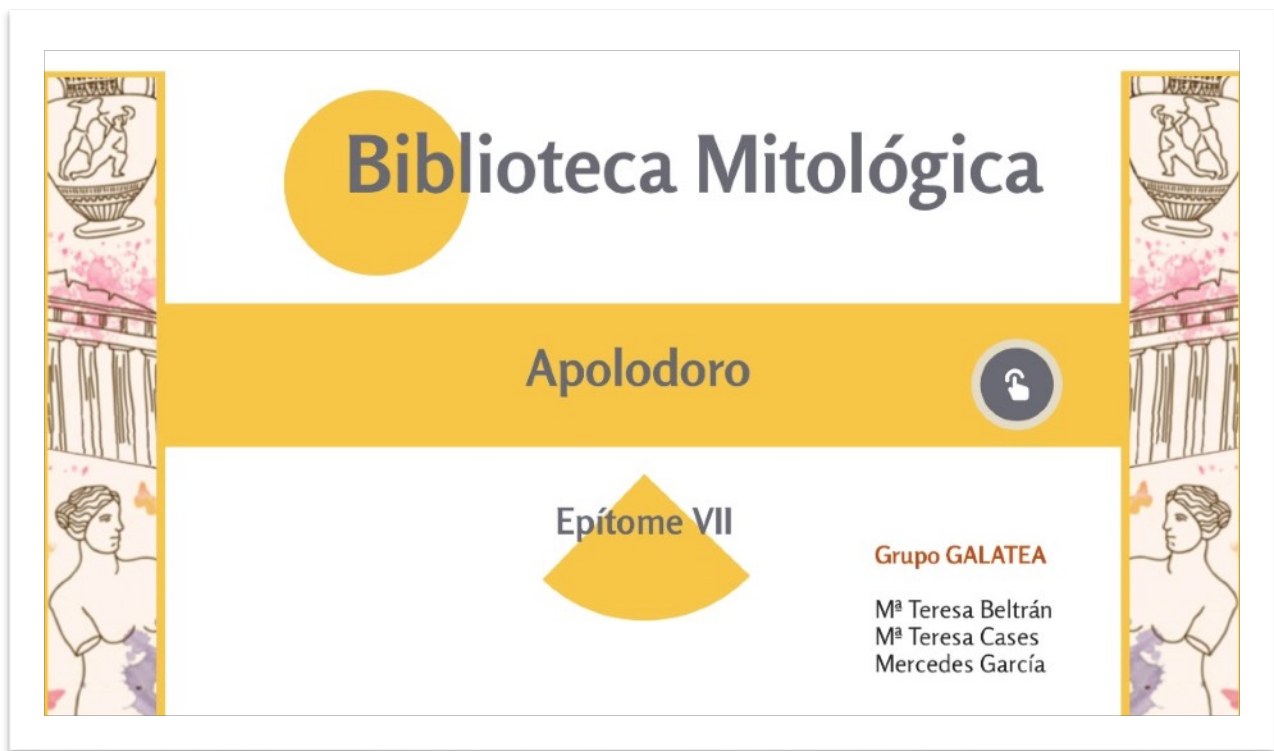 Biblioteca Mitológica
Apolodoro
Epítome VII
Grupo GALATEA
Mª Teresa Beltrán
Mª Teresa Cases
Mercedes García